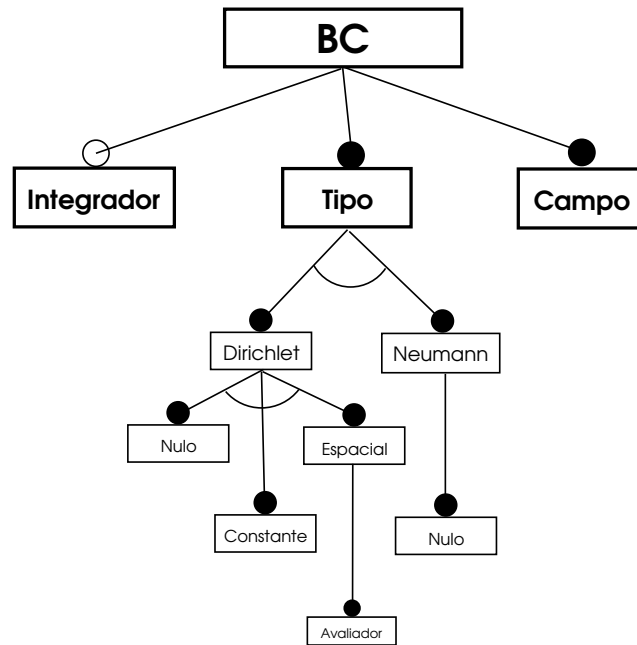 BC
Integrador
Tipo
Campo
Dirichlet
Neumann
Nulo
Espacial
Constante
Nulo
Avaliador